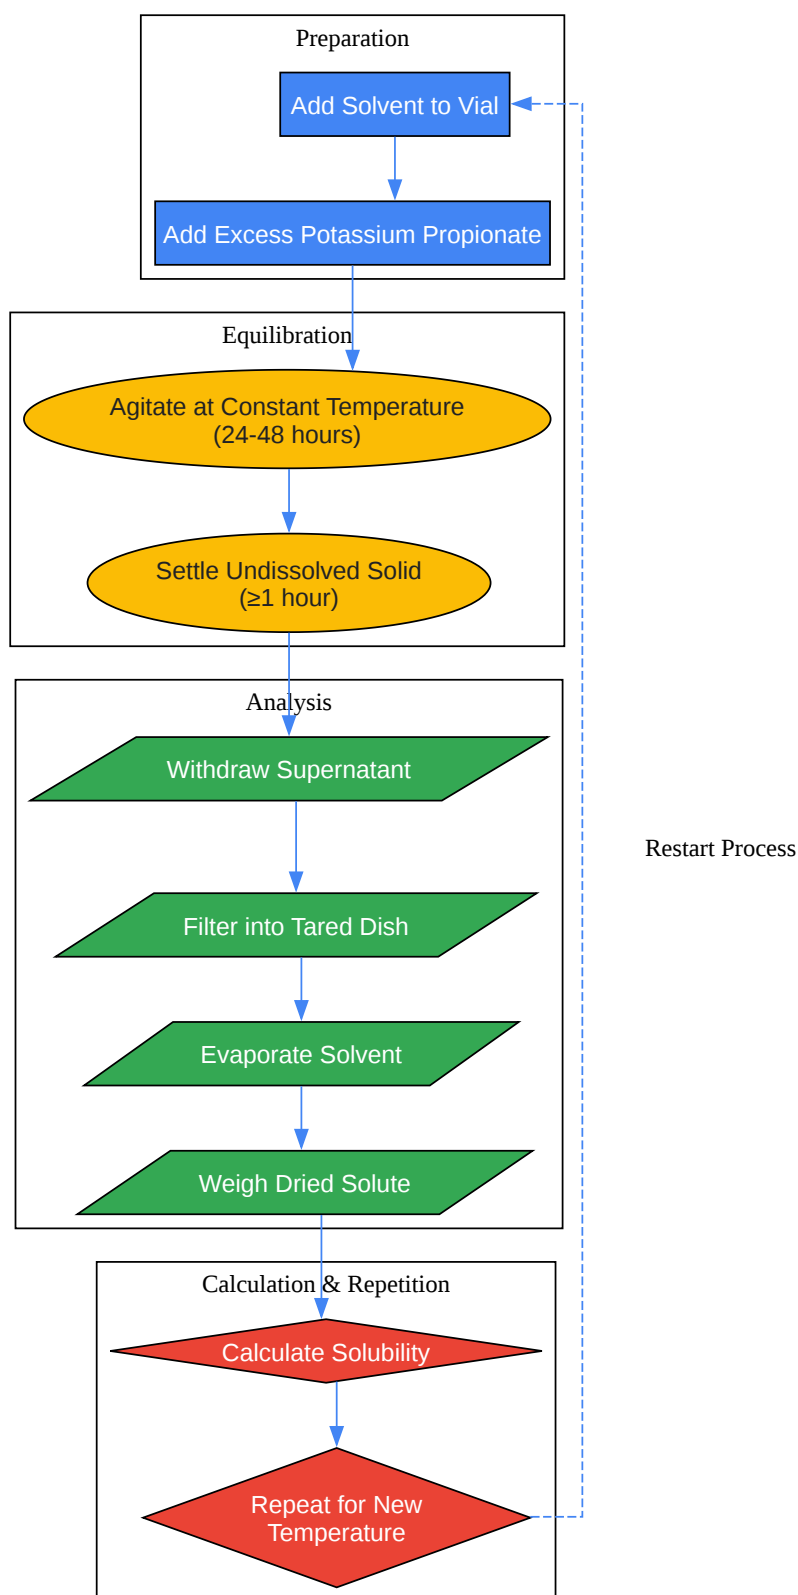 Preparation
Add Solvent to Vial
Add Excess Potassium Propionate
Equilibration
Agitate at Constant Temperature
(24-48 hours)
Settle Undissolved Solid
(≥1 hour)
Analysis
Withdraw Supernatant
Restart Process
Filter into Tared Dish
Evaporate Solvent
Weigh Dried Solute
Calculation & Repetition
Calculate Solubility
Repeat for New
Temperature